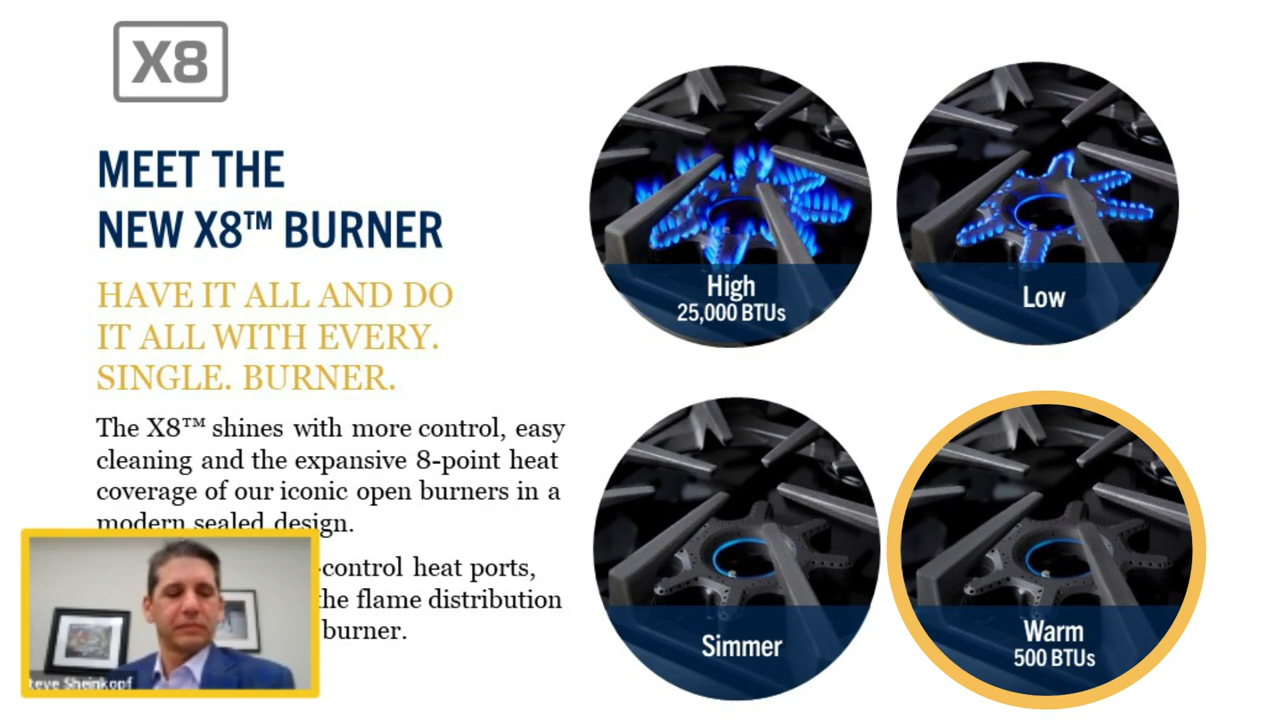 X8
MEET THE
NEW X8™ BURNER
HAVE IT ALL AND DO
IT ALL WITH EVERY.
SINGLE. BURNER.
The X8™ shines with more control, easy
cleaning and the expansive 8-point heat
coverage of our iconic open burners in a
modern sealed design.
-control heat ports,
the flame distribution
burner.
teve Sheinkopf
High
25,000 BTUs
Low
Simmer
Warm
500 BTUs